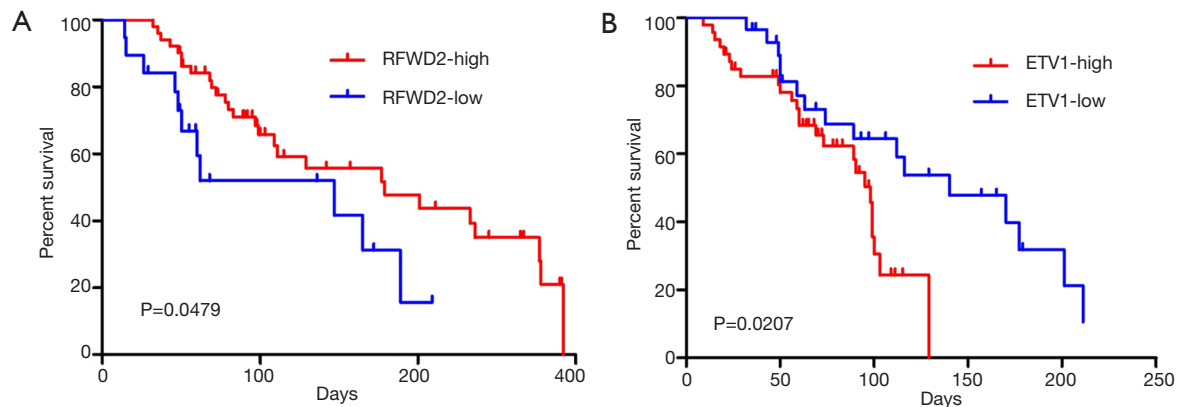 A
100
80
60
40
20
0
Percent survival
RFWD2-high
RFWD2-low
P=0.0479
0 100 200 400
Days
B
100
80
60
40
20
0
Percent survival
ETV1-high
ETV1-low
P=0.0207
0 50 100 150 200 250
Days